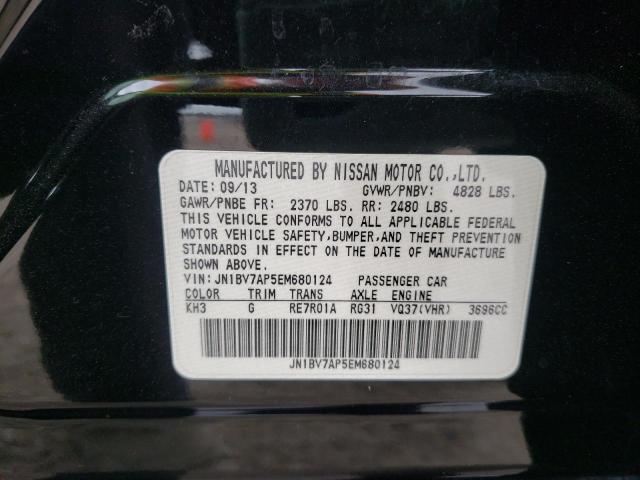 MANUFACTURED BY NISSAN MOTOR CO.,LTD.
DATE: 09/13 GVWR/PNBV: 4828 LBS.
GAWR/PNBE FR: 2370 LBS. RR: 2480 LBS.
THIS VEHICLE CONFORMS TO ALL APPLICABLE FEDERAL
MOTOR VEHICLE SAFETY,BUMPER,AND THEFT PREVENTION
STANDARDS IN EFFECT ON THE DATE OF MANUFACTURE
SHOWN ABOVE.
VIN: JN1BV7AP5EM680124 PASSENGER CAR
COLOR TRIM TRANS AXLE ENGINE
KH3 G RE7R01A RG31 VQ37(VHR) 3696CC
JN1BV7AP5EM680124